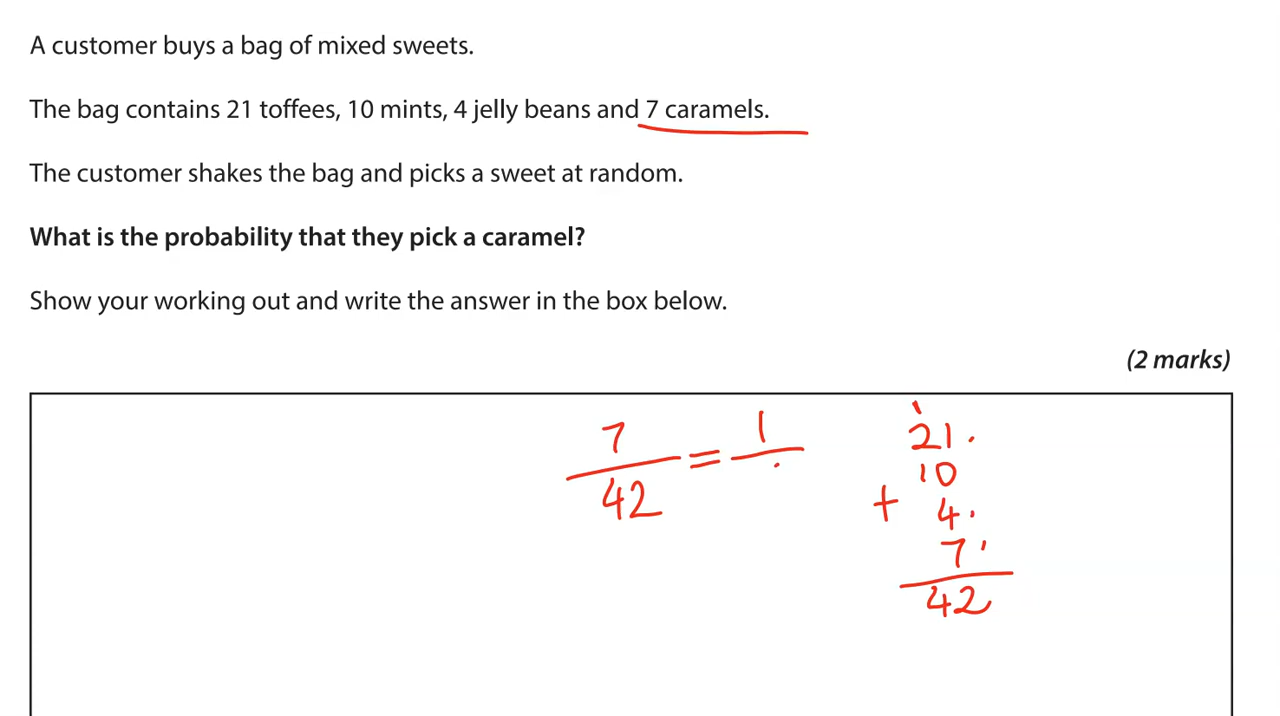 A customer buys a bag of mixed sweets.
The bag contains 21 toffees, 10 mints, 4 jelly beans and 7 caramels.
The customer shakes the bag and picks a sweet at random.
What is the probability that they pick a caramel?
Show your working out and write the answer in the box below.
(2 marks)
7
42
=
1
1
21.
10
+ 4.
7.
42